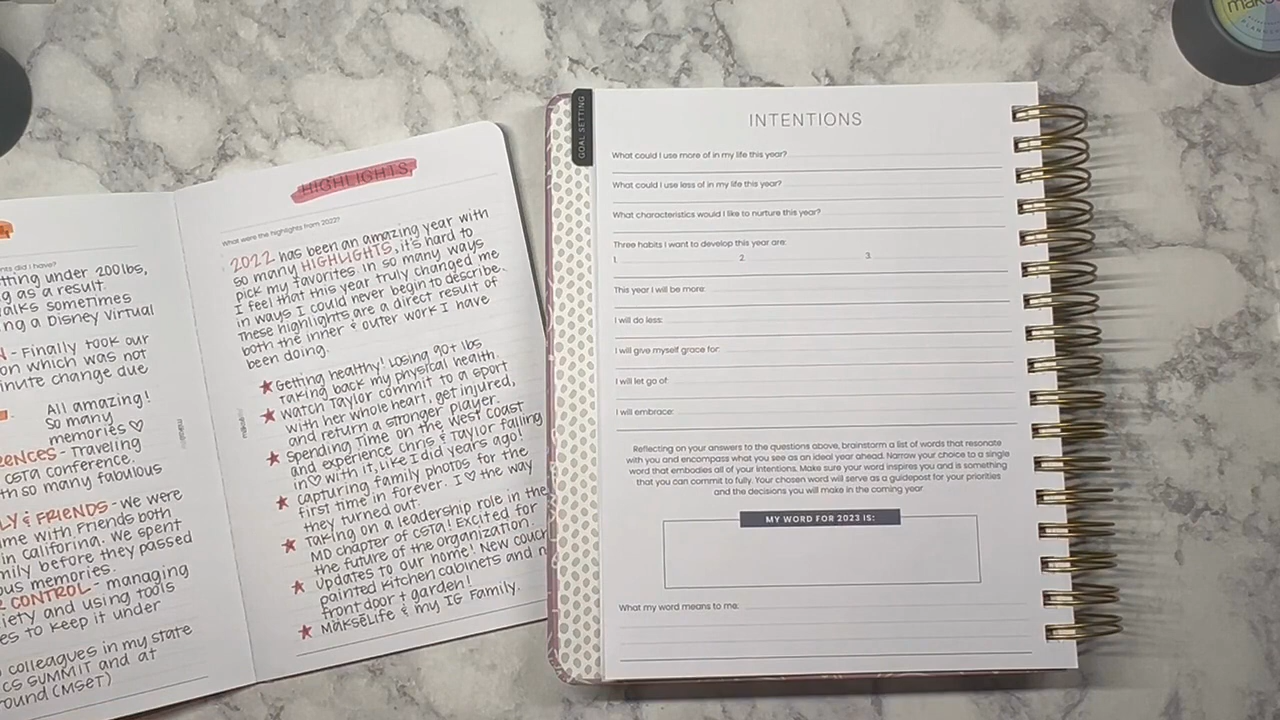 nts did I have?
tting under 200lbs,
g as a result.
walks sometimes
ng a Disney Virtual
N - Finally took our
on which was not
inute change due
All amazing!
so many
memories♡
RENCES - Traveling
CSTA conference,
th so many fabulous
LY & FRIENDS - We were
ime with friends both
in califorina. We spent
mily before they passed
ous memories.
& CONTROL - managing
iety and using tools
es to keep it under
colleagues in my state
CS SUMMIT and at
round (MSET)
HIGHLIGHTS
What were the highlights from 2022?
2022 has been an amazing year with
so many HIGHLIGHTS, it's hard to
pick my favorites in so many ways
I feel that this year truly changed me
in ways I could never begin to describe.
These highlights are a direct result of
both the inner & outer work I have
been doing.
★ Getting healthy! Losing 90+ lbs
Taking back my physical health.
★ Watch Taylor commit to a sport
with her whole heart, get injured,
and return a stronger player.
★ Spending Time on the West Coast
and experience Chris & Taylor falling
in ♡ with it, like I did years ago!
★ Capturing family photos for the
first time in forever. I ♡ the way
they turned out.
★ Taking on a leadership role in the
MD chapter of CSTA! Excited for
the future of the organization.
★ Updates to our home! New couch
painted kitchen cabinets and n
front door + garden!
★ MäkseLife & my IG Family.
GOAL SETTING
INTENTIONS
What could I use more of in my life this year?
What could I use less of in my life this year?
What characteristics would I like to nurture this year?
Three habits I want to develop this year are:
1. 2. 3.
This year I will be more:
I will do less:
I will give myself grace for:
I will let go of:
I will embrace:
Reflecting on your answers to the questions above, brainstorm a list of words that resonate
with you and encompass what you see as an ideal year ahead. Narrow your choice to a single
word that embodies all of your intentions. Make sure your word inspires you and is something
that you can commit to fully. Your chosen word will serve as a guidepost for your priorities
and the decisions you will make in the coming year
MY WORD FOR 2023 IS:
What my word means to me: